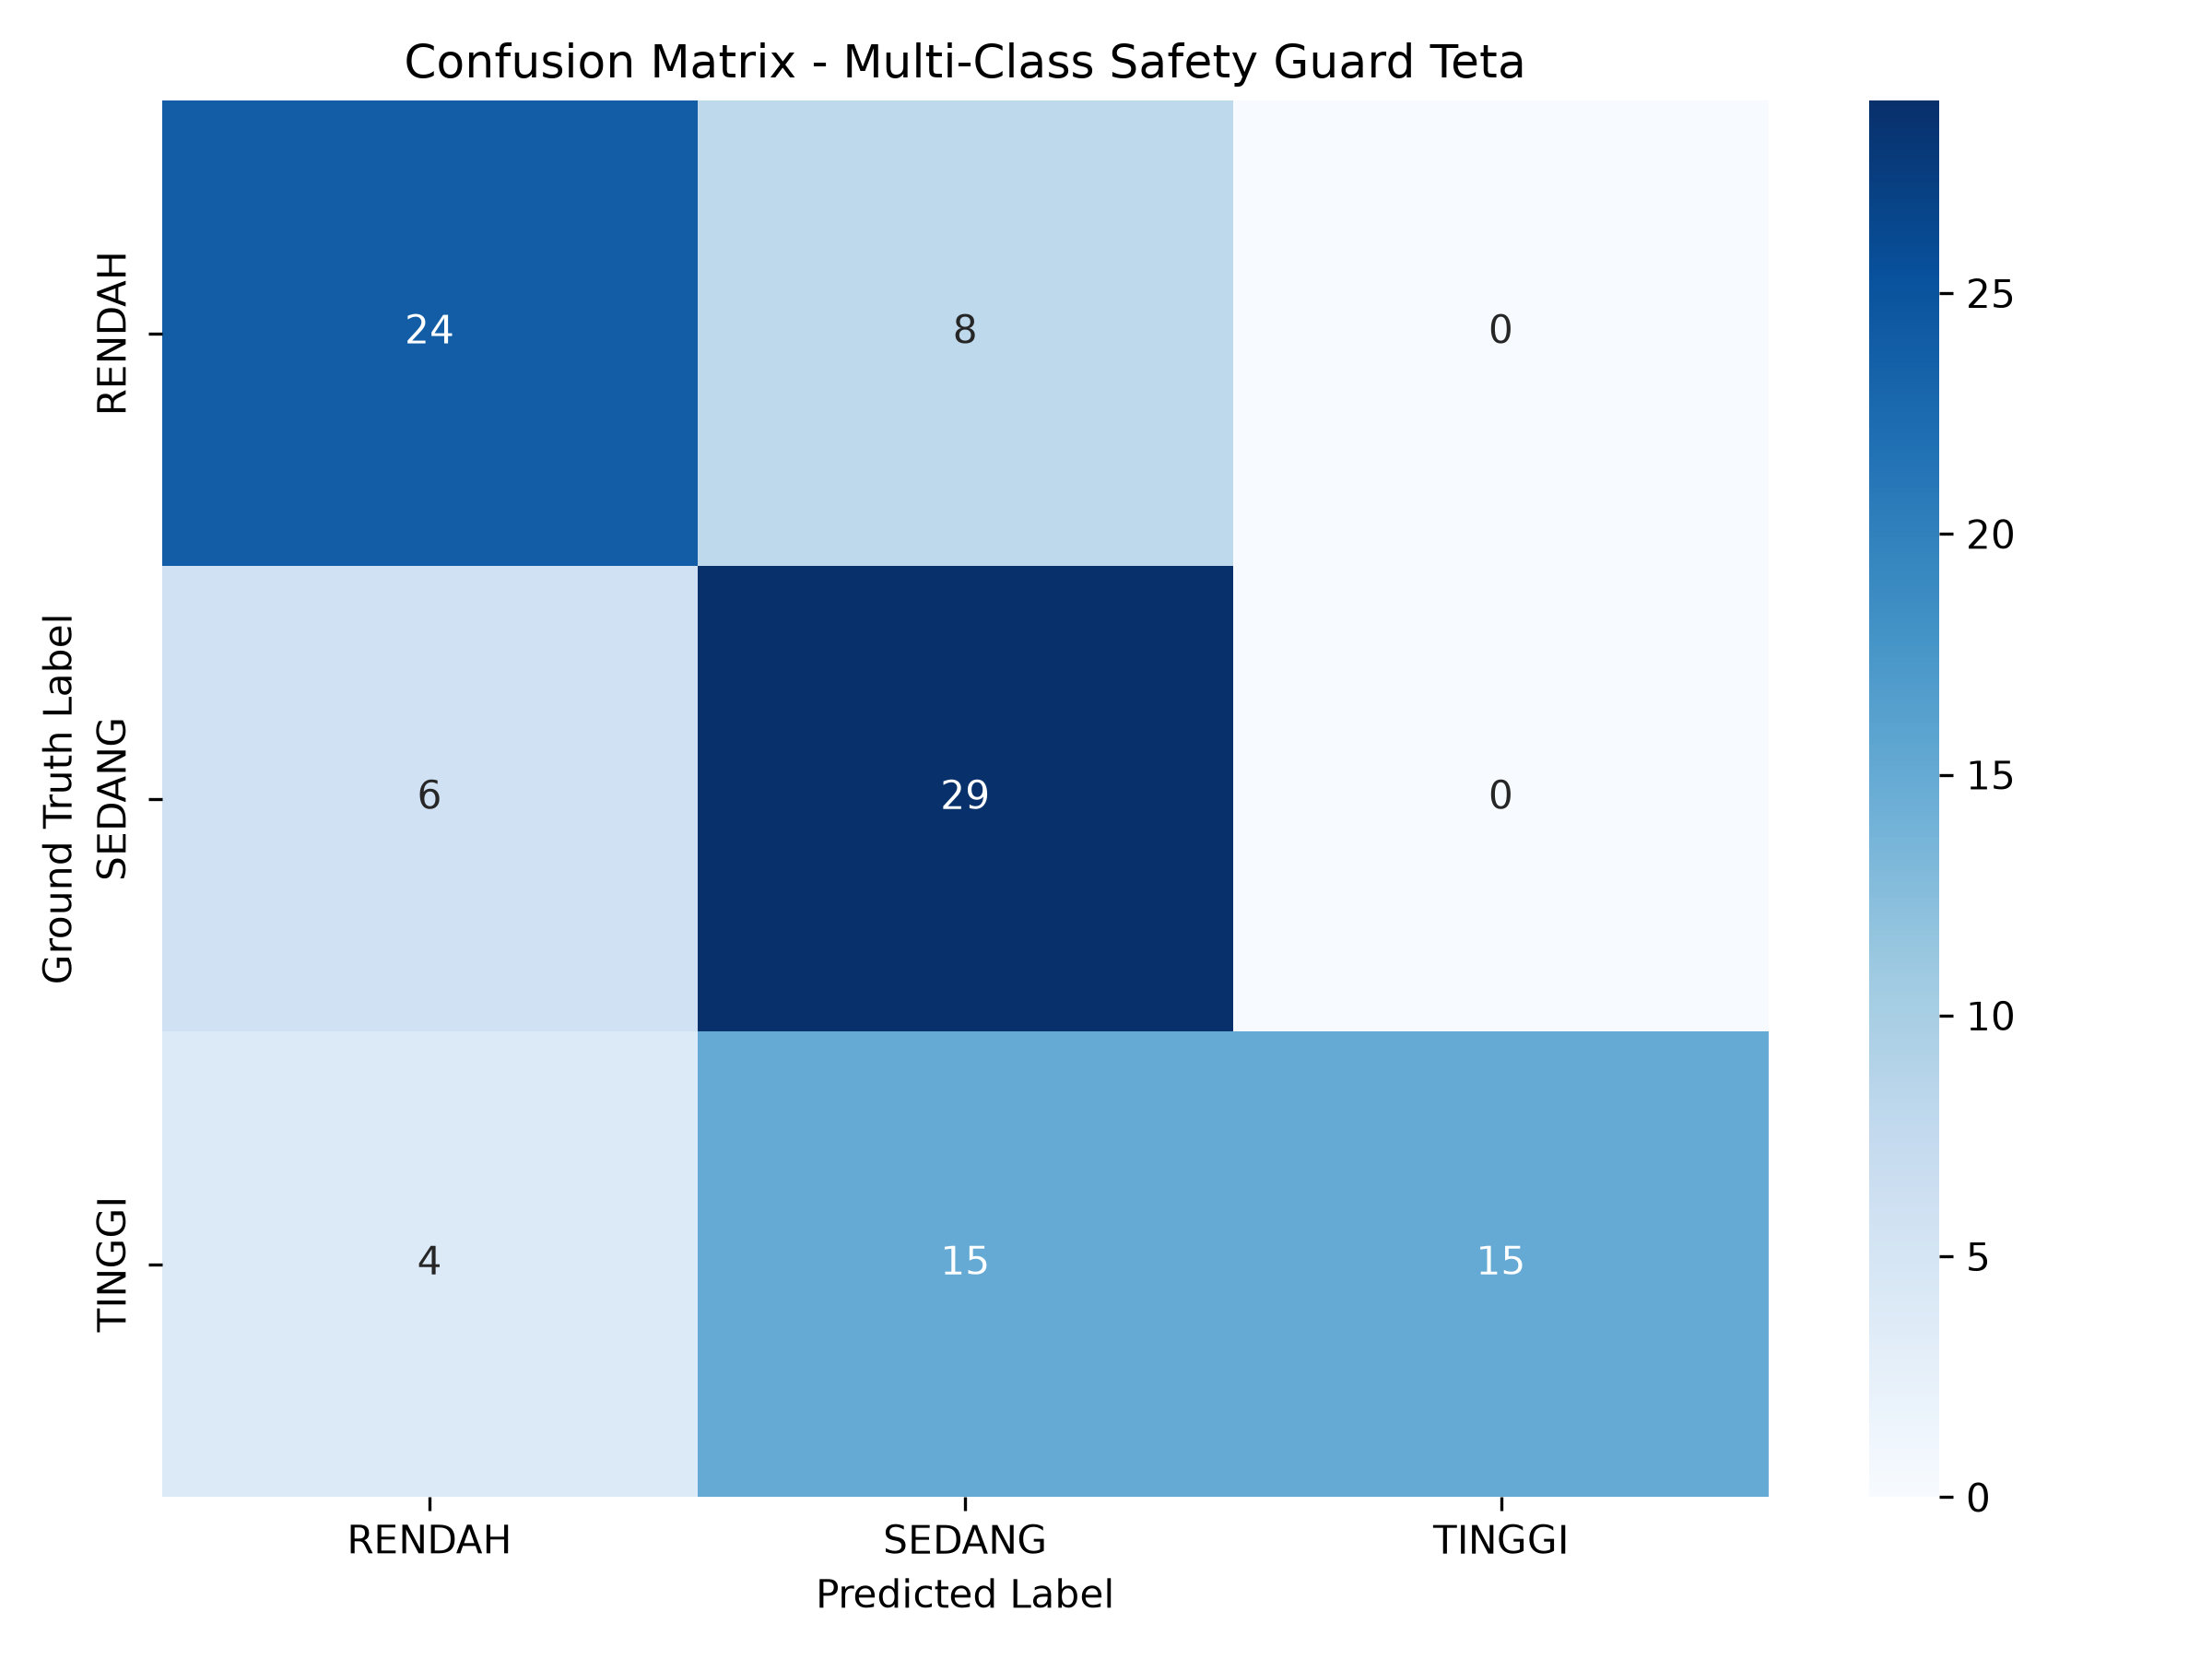 Confusion Matrix - Multi-Class Safety Guard Teta
Ground Truth Label
RENDAH
24 8 0
SEDANG
6 29 0
TINGGI
4 15 15
RENDAH SEDANG TINGGI
Predicted Label
25
20
15
10
5
0